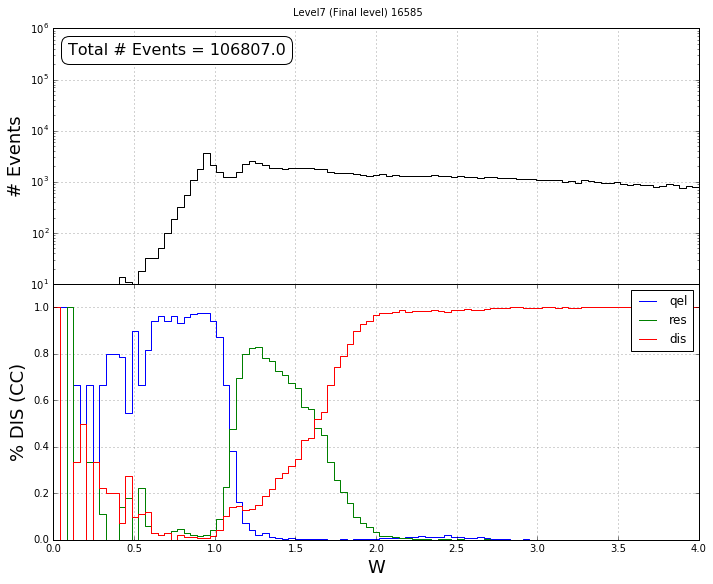 Level7 (Final level) 16585
10^6
Total # Events = 106807.0
10^5
10^4
# Events
10^3
10^2
10^1
qel
res
dis
1.0
0.8
% DIS (CC)
0.6
0.4
0.2
0.0
0.0 0.5 1.0 1.5 2.0 2.5 3.0 3.5 4.0
W